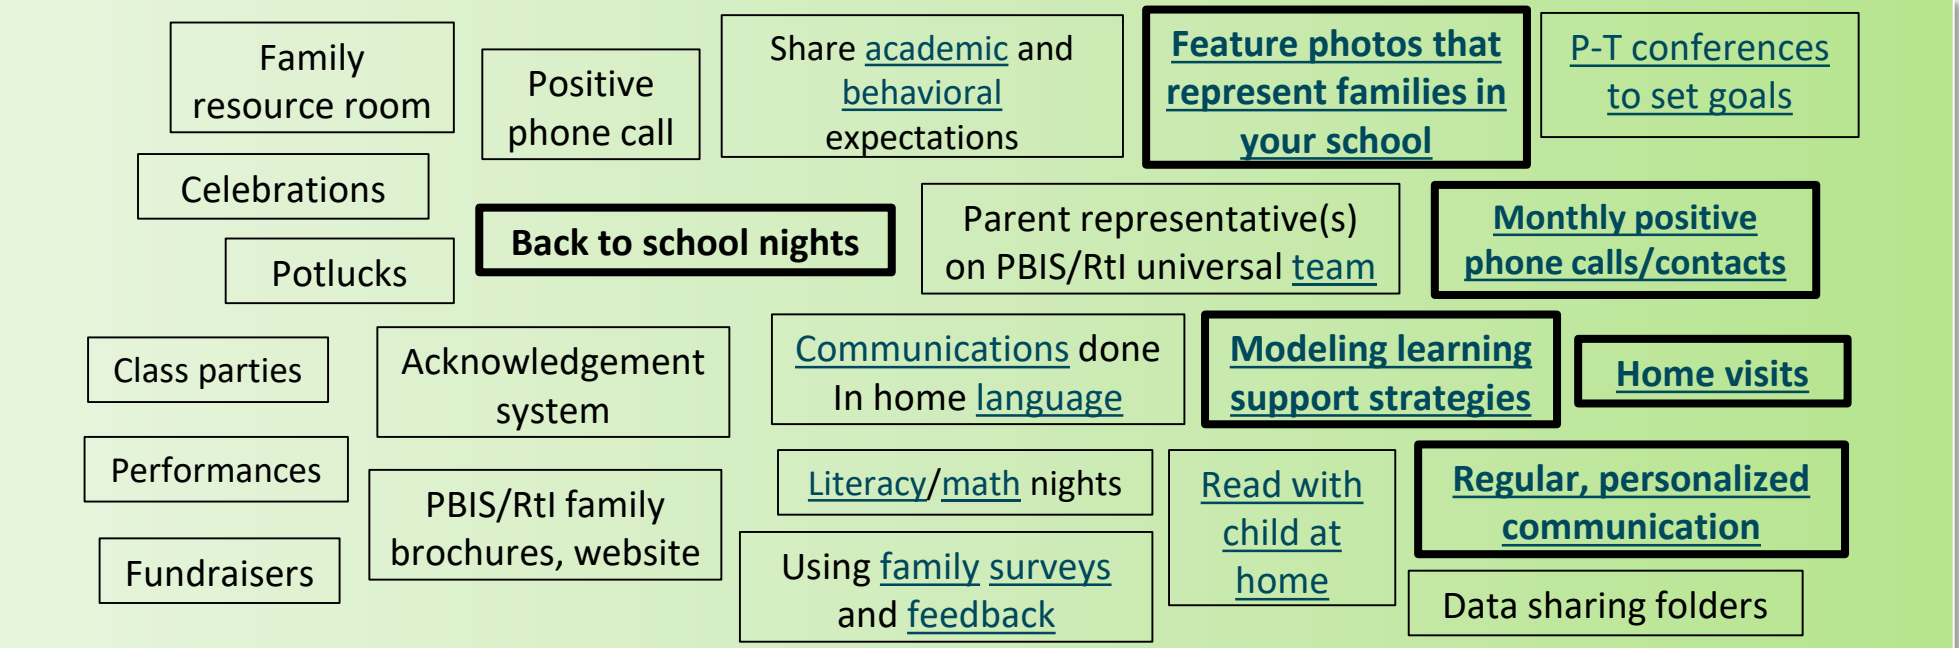 Family
resource room
Positive
phone call
Share academic and
behavioral
expectations
Feature photos that
represent families in
your school
P-T conferences
to set goals
Celebrations
Back to school nights
Parent representative(s)
on PBIS/RtI universal team
Monthly positive
phone calls/contacts
Potlucks
Class parties
Acknowledgement
system
Communications done
In home language
Modeling learning
support strategies
Home visits
Performances
PBIS/RtI family
brochures, website
Literacy/math nights
Read with
child at
home
Regular, personalized
communication
Fundraisers
Using family surveys
and feedback
Data sharing folders